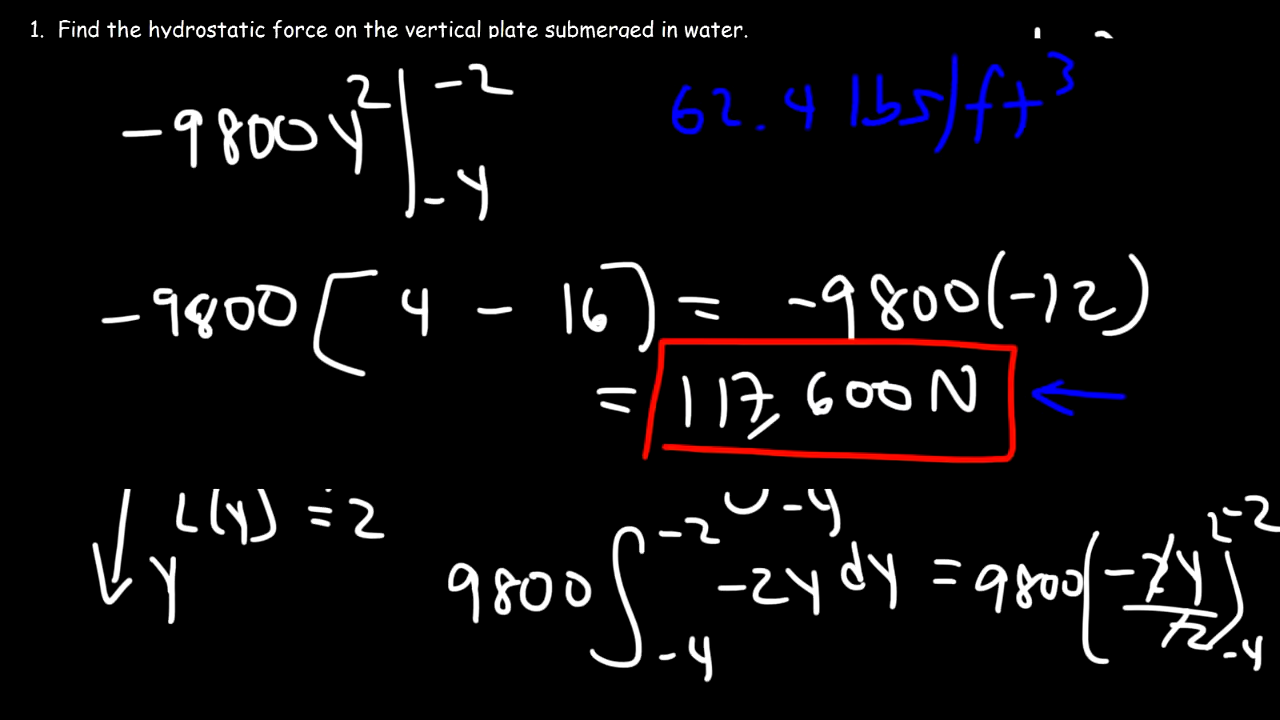 1. Find the hydrostatic force on the vertical plate submerged in water.
-9800y²|₋₄⁻² 62.4 lbs/ft³
-9800[4 - 16] = -9800(-12)
= 117,600N
L(y) = 2
y
9800∫₋₄⁻² -2y dy = 9800(-2y²/2)₋₄⁻²